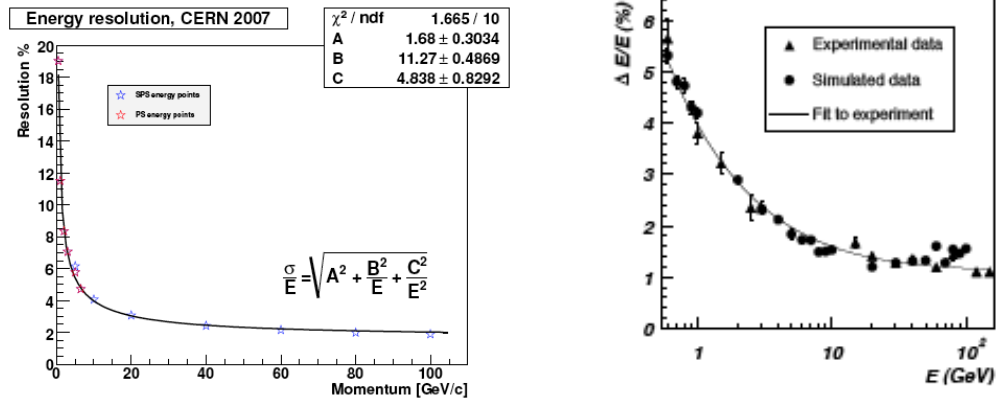 Energy resolution, CERN 2007
χ² / ndf 1.665 / 10
A 1.68 ± 0.3034
B 11.27 ± 0.4869
C 4.838 ± 0.8292
Resolution %
20
18
16
14
12
10
8
6
4
2
0
SPS energy points
PS energy points
σ/E = √(A² + B²/E + C²/E²)
0 20 40 60 80 100
Momentum [GeV/c]
Δ E/E (%)
6
5
4
3
2
1
0
Experimental data
Simulated data
Fit to experiment
1 10 10²
E (GeV)